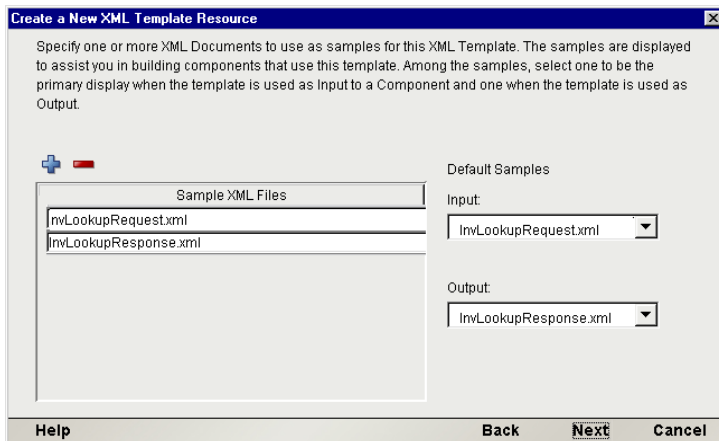 Create a New XML Template Resource
Specify one or more XML Documents to use as samples for this XML Template. The samples are displayed
to assist you in building components that use this template. Among the samples, select one to be the
primary display when the template is used as Input to a Component and one when the template is used as
Output.
Default Samples
Sample XML Files
Input:
nvLookupRequest.xml
InvLookupRequest.xml
InvLookupResponse.xml
Output:
InvLookupResponse.xml
Help
Back
Next
Cancel